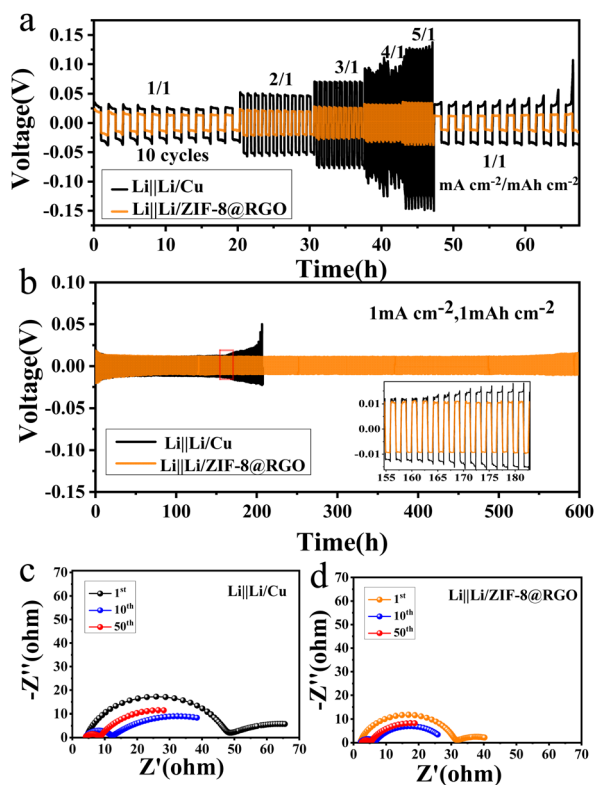 a
Voltage(V)
0.15
0.10
0.05
0.00
-0.05
-0.10
-0.15
1/1
2/1
3/1
4/1
5/1
10 cycles
1/1
mA cm-2/mAh cm-2
Li||Li/Cu
Li||Li/ZIF-8@RGO
0 10 20 30 40 50 60
Time(h)
b
Voltage(V)
0.10
0.05
0.00
-0.05
-0.10
-0.15
1mA cm-2,1mAh cm-2
Li||Li/Cu
Li||Li/ZIF-8@RGO
0.01
0.00
-0.01
155 160 165 170 175 180
0 100 200 300 400 500 600
Time(h)
c
-Z''(ohm)
70
60
50
40
30
20
10
0
1st
10th
50th
Li||Li/Cu
0 10 20 30 40 50 60 70
Z'(ohm)
d
-Z''(ohm)
70
60
50
40
30
20
10
0
1st
10th
50th
Li||Li/ZIF-8@RGO
0 10 20 30 40 50 60 70
Z'(ohm)